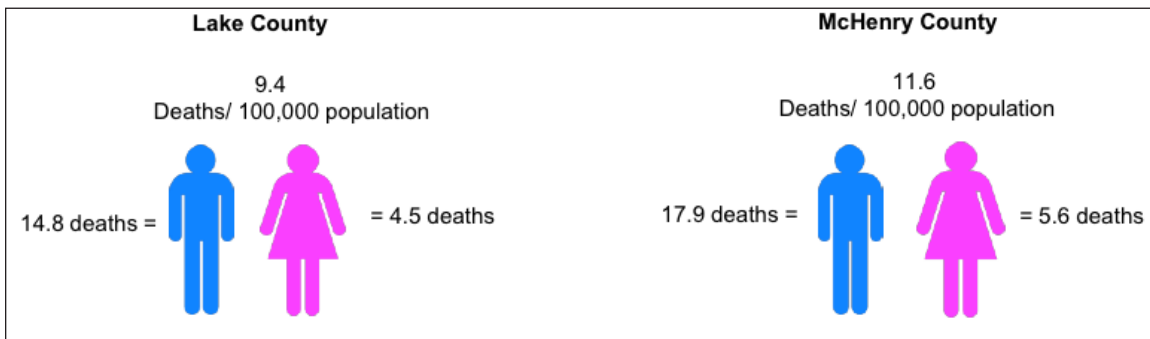 Lake County
9.4
Deaths/ 100,000 population
14.8 deaths =
= 4.5 deaths
McHenry County
11.6
Deaths/ 100,000 population
17.9 deaths =
= 5.6 deaths